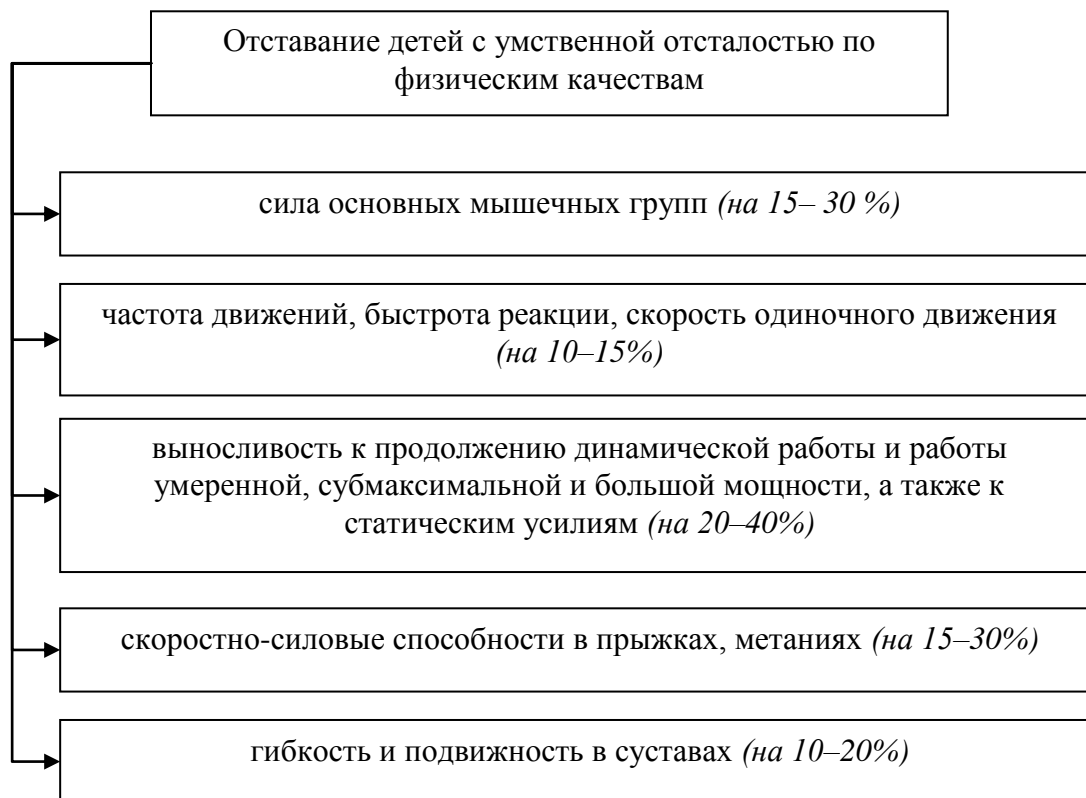 Отставание детей с умственной отсталостью по
физическим качествам
сила основных мышечных групп (на 15– 30 %)
частота движений, быстрота реакции, скорость одиночного движения
(на 10–15%)
выносливость к продолжению динамической работы и работы
умеренной, субмаксимальной и большой мощности, а также к
статическим усилиям (на 20–40%)
скоростно-силовые способности в прыжках, метаниях (на 15–30%)
гибкость и подвижность в суставах (на 10–20%)